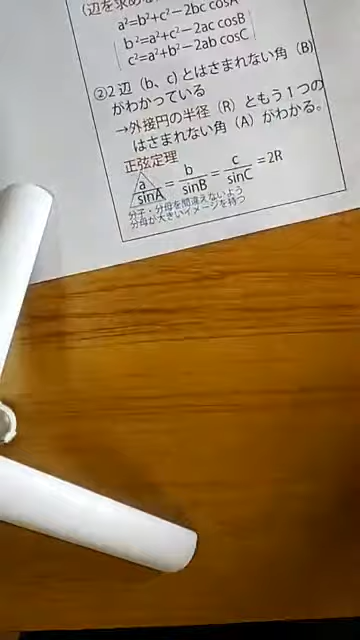 (辺を求め
a²=b²+c²−2bc cosA
b²=a²+c²−2ac cosB
c²=a²+b²−2ab cosC
②2辺（b、c)とはさまれない角（B)
がわかっている
→外接円の半径（R）ともう1つの
はさまれない角（A）がわかる。
正弦定理
a/sinA = b/sinB = c/sinC =2R
分子・分母を間違えないよう
分母が大きいイメージを持つ